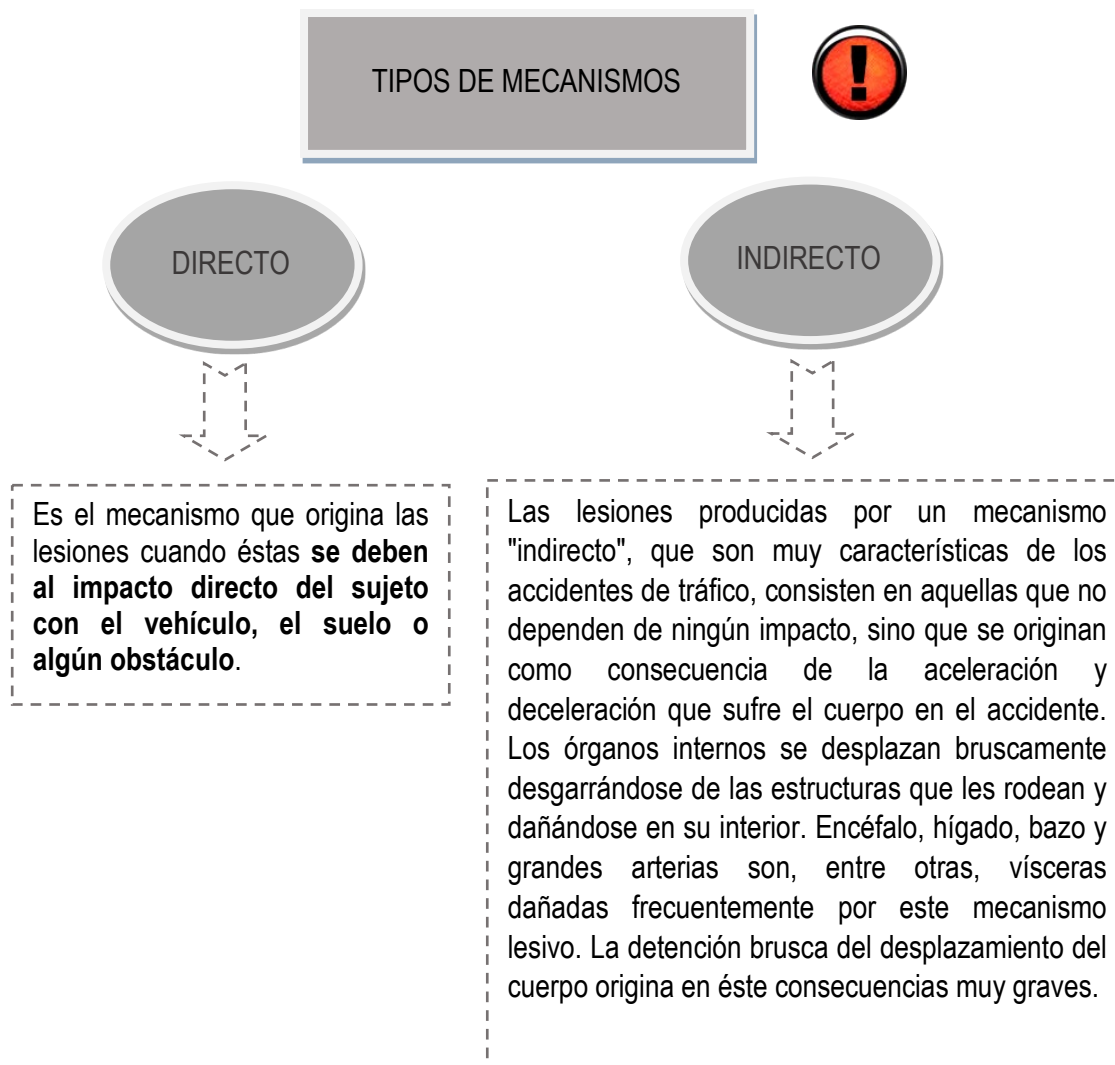 TIPOS DE MECANISMOS
DIRECTO
Es el mecanismo que origina las
lesiones cuando éstas se deben
al impacto directo del sujeto
con el vehículo, el suelo o
algún obstáculo.
INDIRECTO
Las lesiones producidas por un mecanismo
"indirecto", que son muy características de los
accidentes de tráfico, consisten en aquellas que no
dependen de ningún impacto, sino que se originan
como consecuencia de la aceleración y
deceleración que sufre el cuerpo en el accidente.
Los órganos internos se desplazan bruscamente
desgarrándose de las estructuras que les rodean y
dañándose en su interior. Encéfalo, hígado, bazo y
grandes arterias son, entre otras, vísceras
dañadas frecuentemente por este mecanismo
lesivo. La detención brusca del desplazamiento del
cuerpo origina en éste consecuencias muy graves.